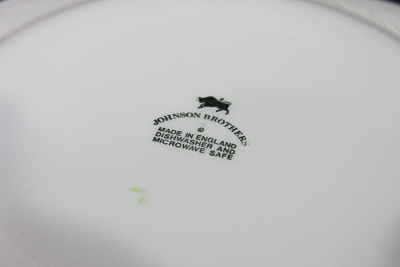 JOHNSON BROTHERS
©
MADE IN ENGLAND
DISHWASHER AND
MICROWAVE SAFE